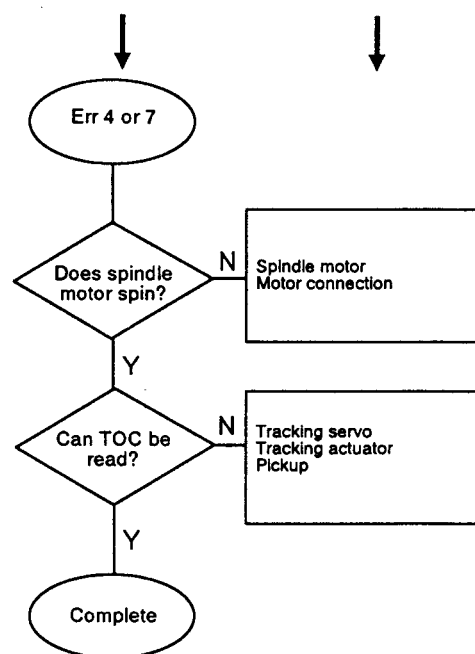 Err 4 or 7
Does spindle
motor spin?
N
Spindle motor
Motor connection
Y
Can TOC be
read?
N
Tracking servo
Tracking actuator
Pickup
Y
Complete